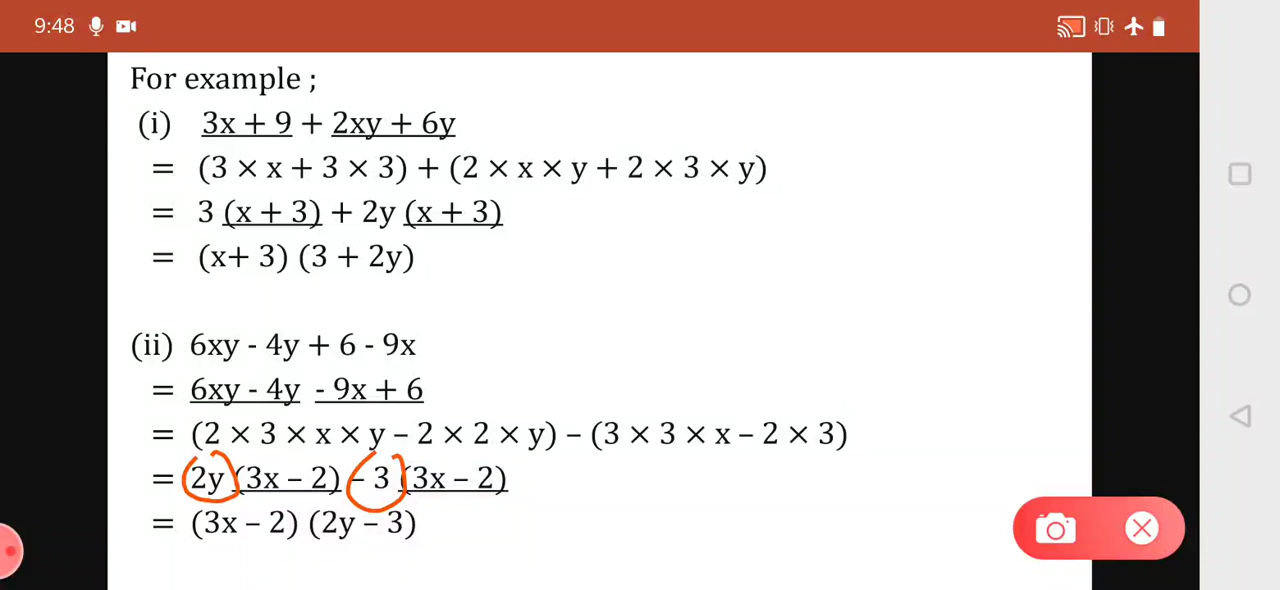 9:48
For example ;
(i) 3x + 9 + 2xy + 6y
= (3 × x + 3 × 3) + (2 × x × y + 2 × 3 × y)
= 3 (x + 3) + 2y (x + 3)
= (x+ 3) (3 + 2y)
(ii) 6xy - 4y + 6 - 9x
= 6xy - 4y - 9x + 6
= (2 × 3 × x × y – 2 × 2 × y) – (3 × 3 × x – 2 × 3)
= 2y (3x – 2) – 3 (3x – 2)
= (3x – 2) (2y – 3)